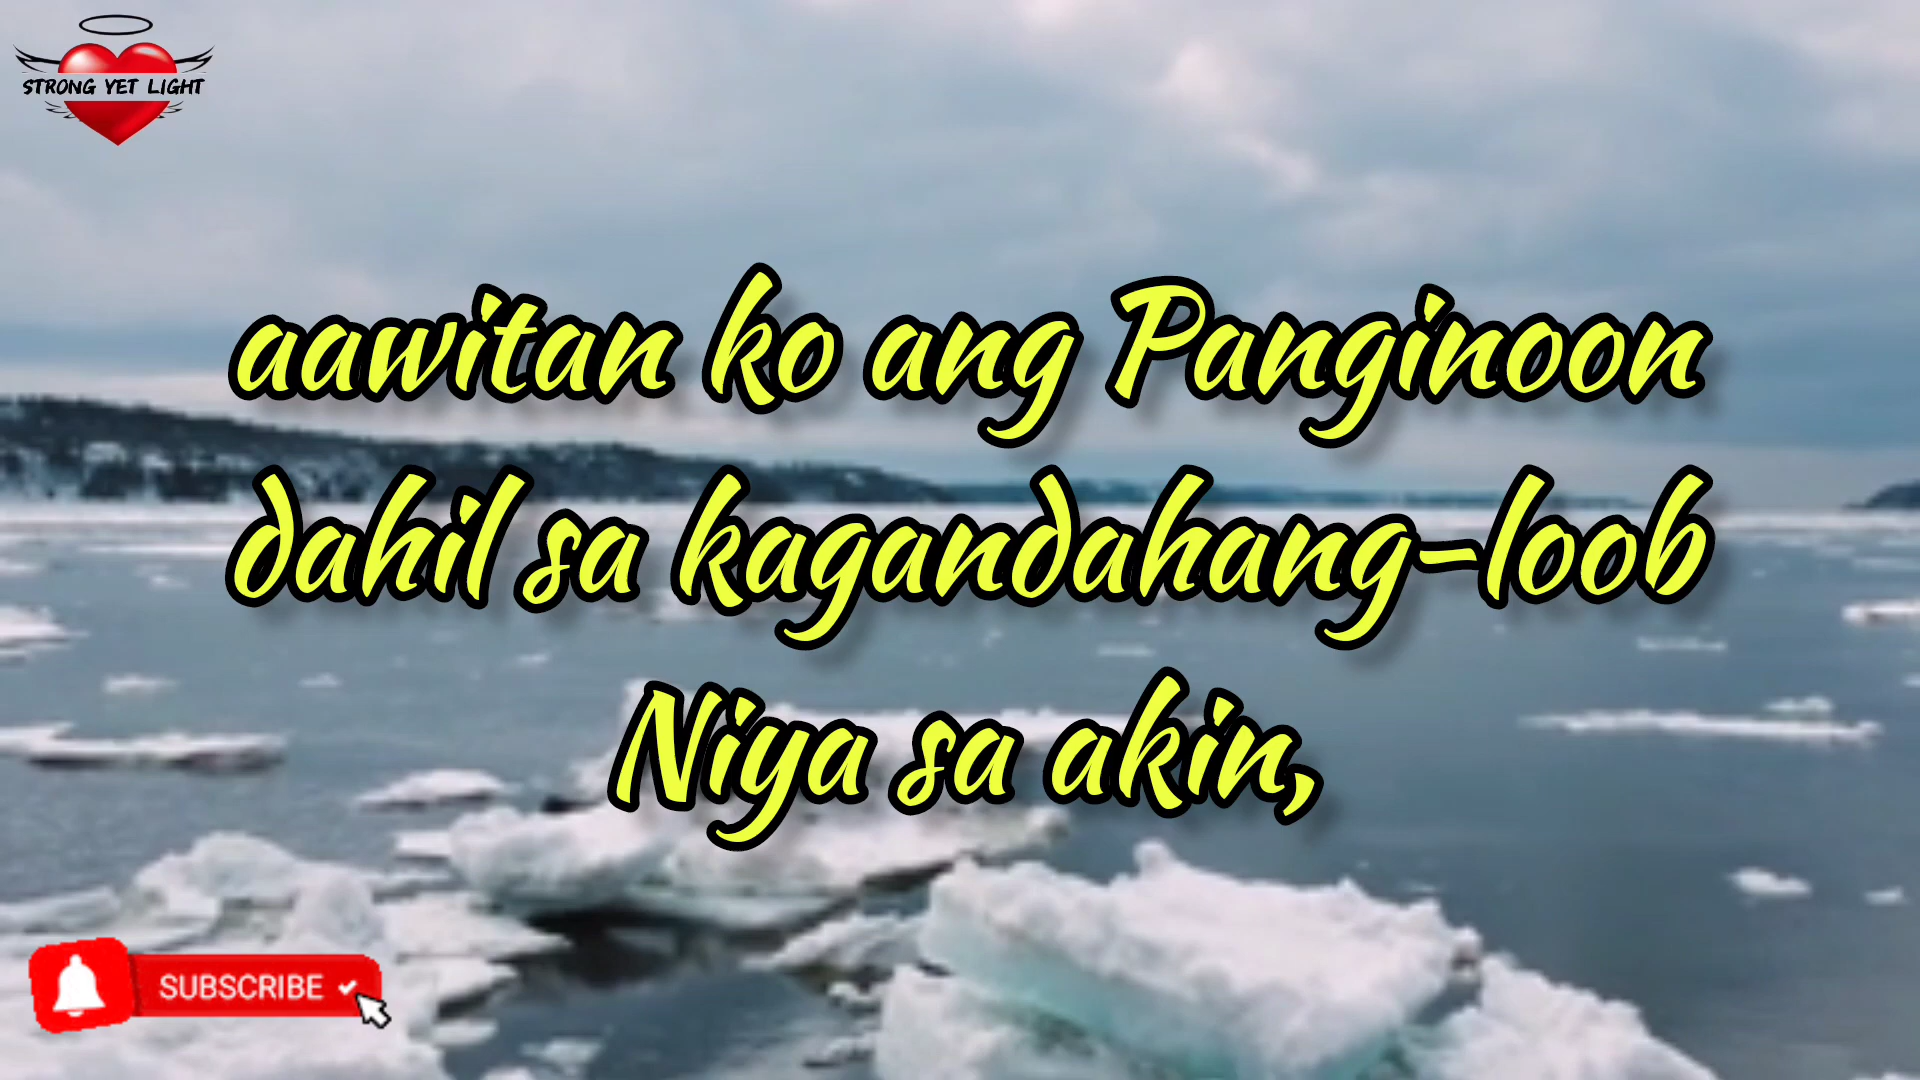 STRONG YET LIGHT
aawitan ko ang Panginoon
dahil sa kagandahang-loob
Niya sa akin,
SUBSCRIBE